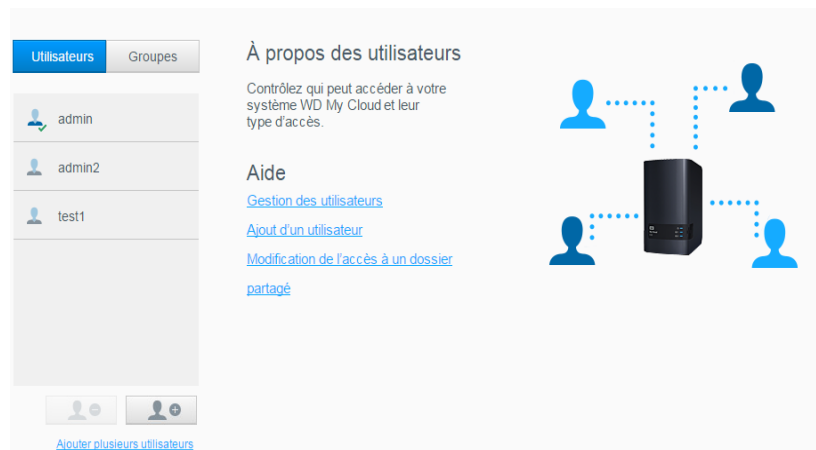 Utilisateurs
Groupes
admin
admin2
test1
Ajouter plusieurs utilisateurs
À propos des utilisateurs
Contrôlez qui peut accéder à votre
système WD My Cloud et leur
type d'accès.
Aide
Gestion des utilisateurs
Ajout d'un utilisateur
Modification de l'accès à un dossier
partagé